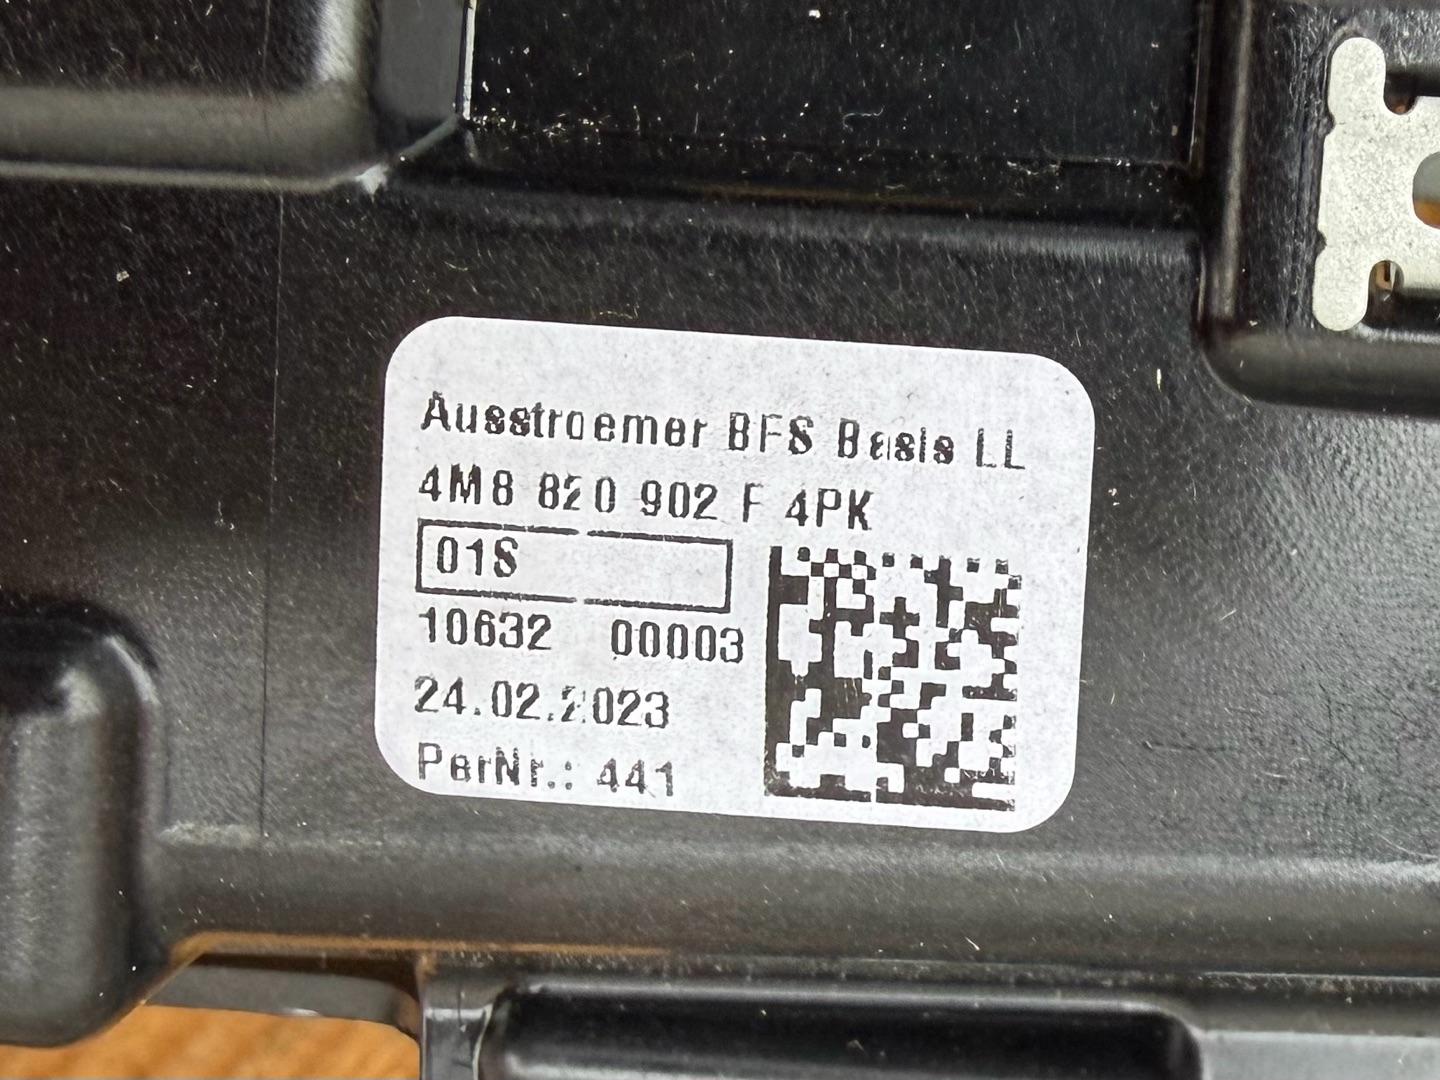 Ausstroemer BFS Basis LL
4M8 820 902 F 4PK
01S
10632 00003
24.02.2023
PerNr.: 441